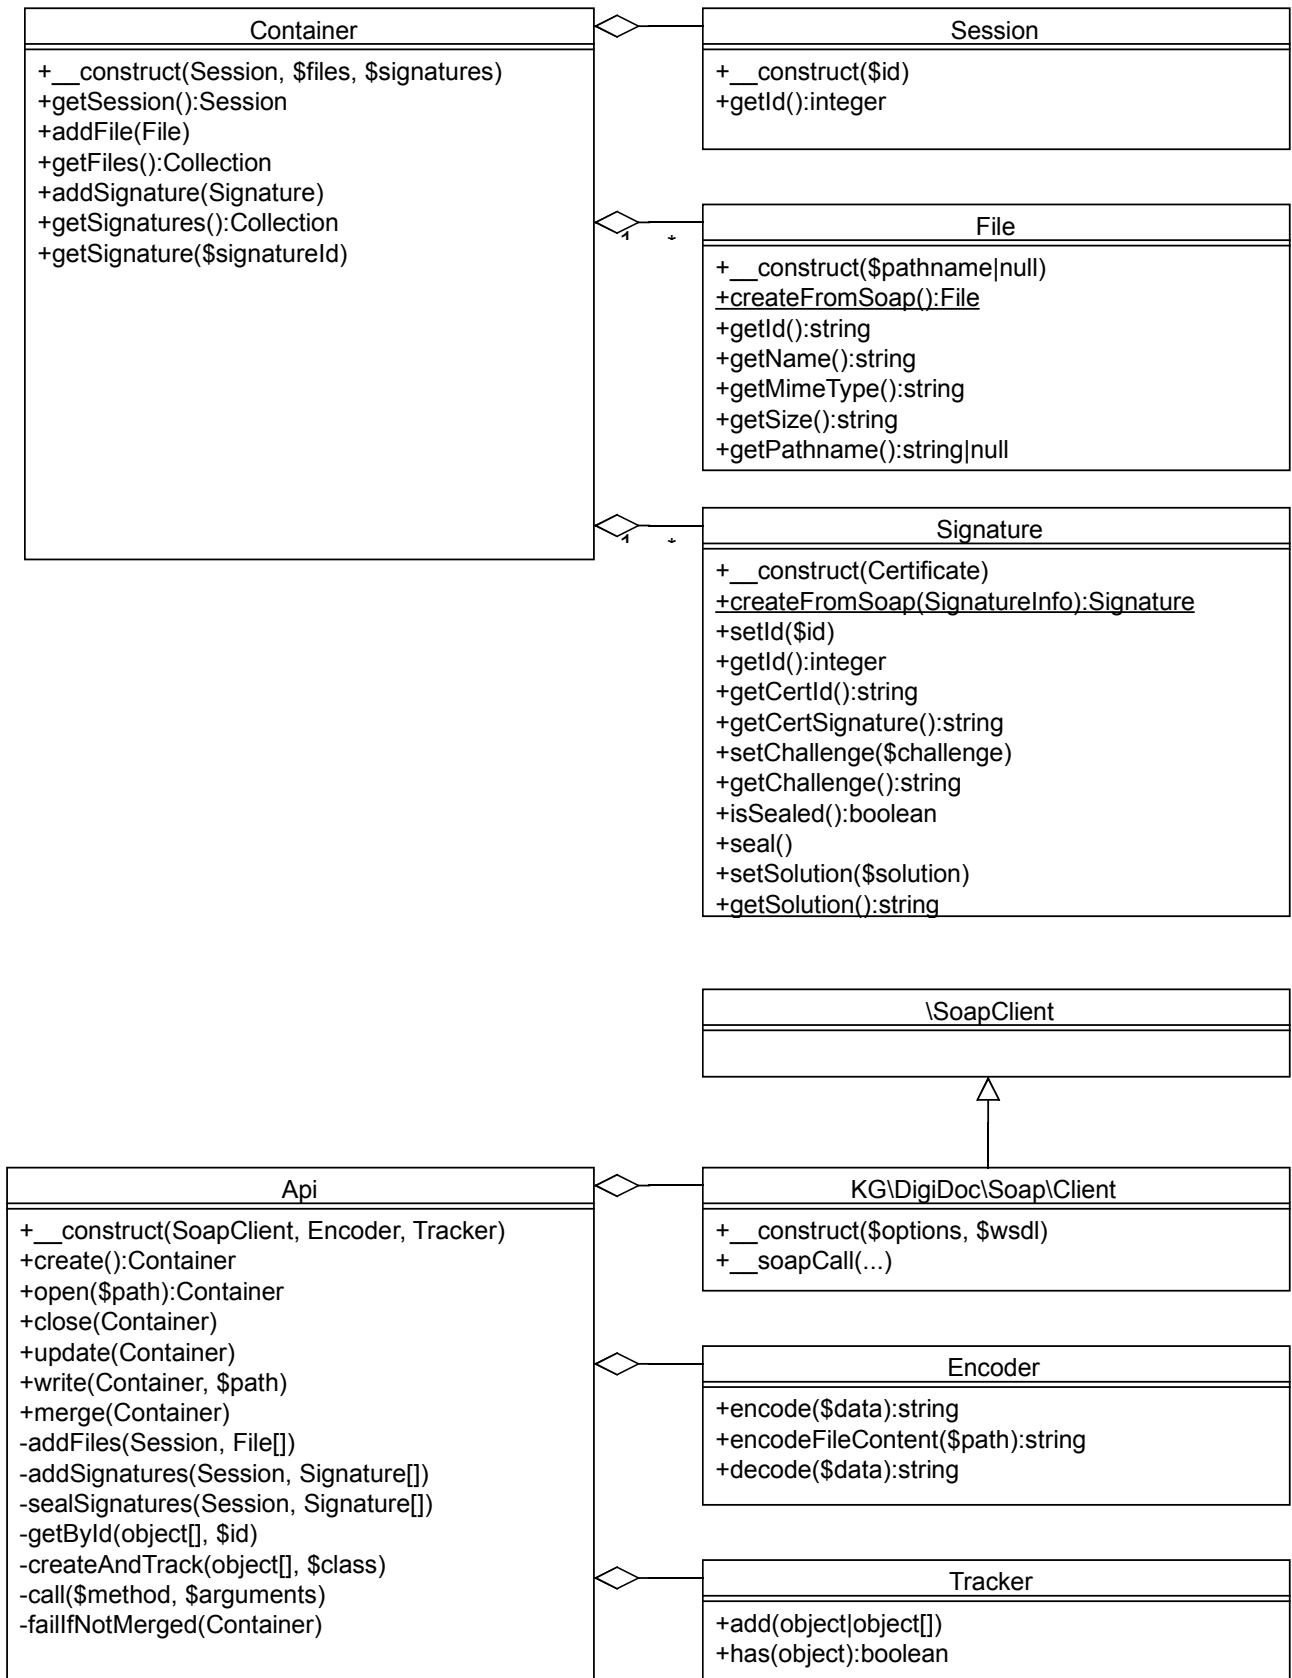 Container
+__construct(Session, $files, $signatures)
+getSession():Session
+addFile(File)
+getFiles():Collection
+addSignature(Signature)
+getSignatures():Collection
+getSignature($signatureId)
Session
+__construct($id)
+getId():integer
1 *
File
+__construct($pathname|null)
+createFromSoap():File
+getId():string
+getName():string
+getMimeType():string
+getSize():string
+getPathname():string|null
1 *
Signature
+__construct(Certificate)
+createFromSoap(SignatureInfo):Signature
+setId($id)
+getId():integer
+getCertId():string
+getCertSignature():string
+setChallenge($challenge)
+getChallenge():string
+isSealed():boolean
+seal()
+setSolution($solution)
+getSolution():string
\SoapClient
Api
+__construct(SoapClient, Encoder, Tracker)
+create():Container
+open($path):Container
+close(Container)
+update(Container)
+write(Container, $path)
+merge(Container)
-addFiles(Session, File[])
-addSignatures(Session, Signature[])
-sealSignatures(Session, Signature[])
-getById(object[], $id)
-createAndTrack(object[], $class)
-call($method, $arguments)
-failIfNotMerged(Container)
KG\DigiDoc\Soap\Client
+__construct($options, $wsdl)
+__soapCall(...)
Encoder
+encode($data):string
+encodeFileContent($path):string
+decode($data):string
Tracker
+add(object|object[])
+has(object):boolean